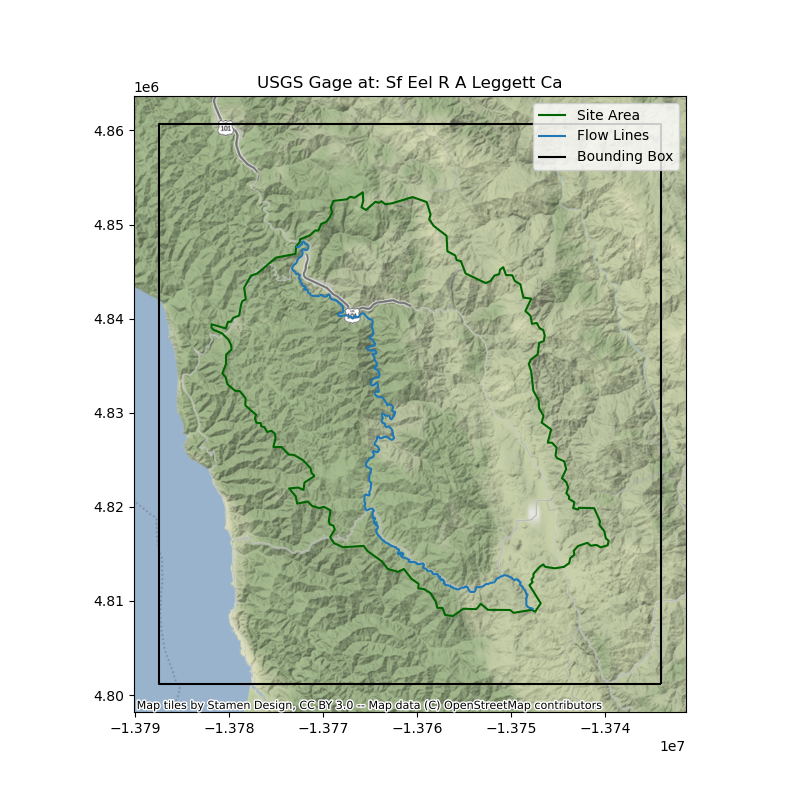 USGS Gage at: Sf Eel R A Leggett Ca
1e6
Site Area
Flow Lines
Bounding Box
101
101
4.86
4.85
4.84
4.83
4.82
4.81
4.80
Map tiles by Stamen Design, CC BY 3.0 -- Map data (C) OpenStreetMap contributors
−1.379
−1.378
−1.377
−1.376
−1.375
−1.374
1e7